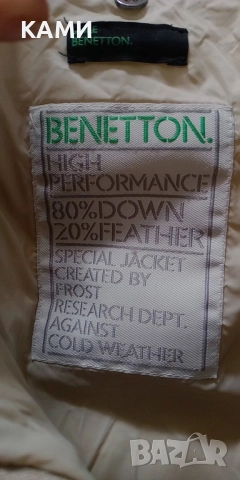 КАМИ
BENETTON.
BENETTON.
HIGH
PERFORMANCE
80%DOWN
20%FEATHER
SPECIAL JACKET
CREATED BY
FROST
RESEARCH DEPT.
AGAINST
COLD WEATHER
BAZAR